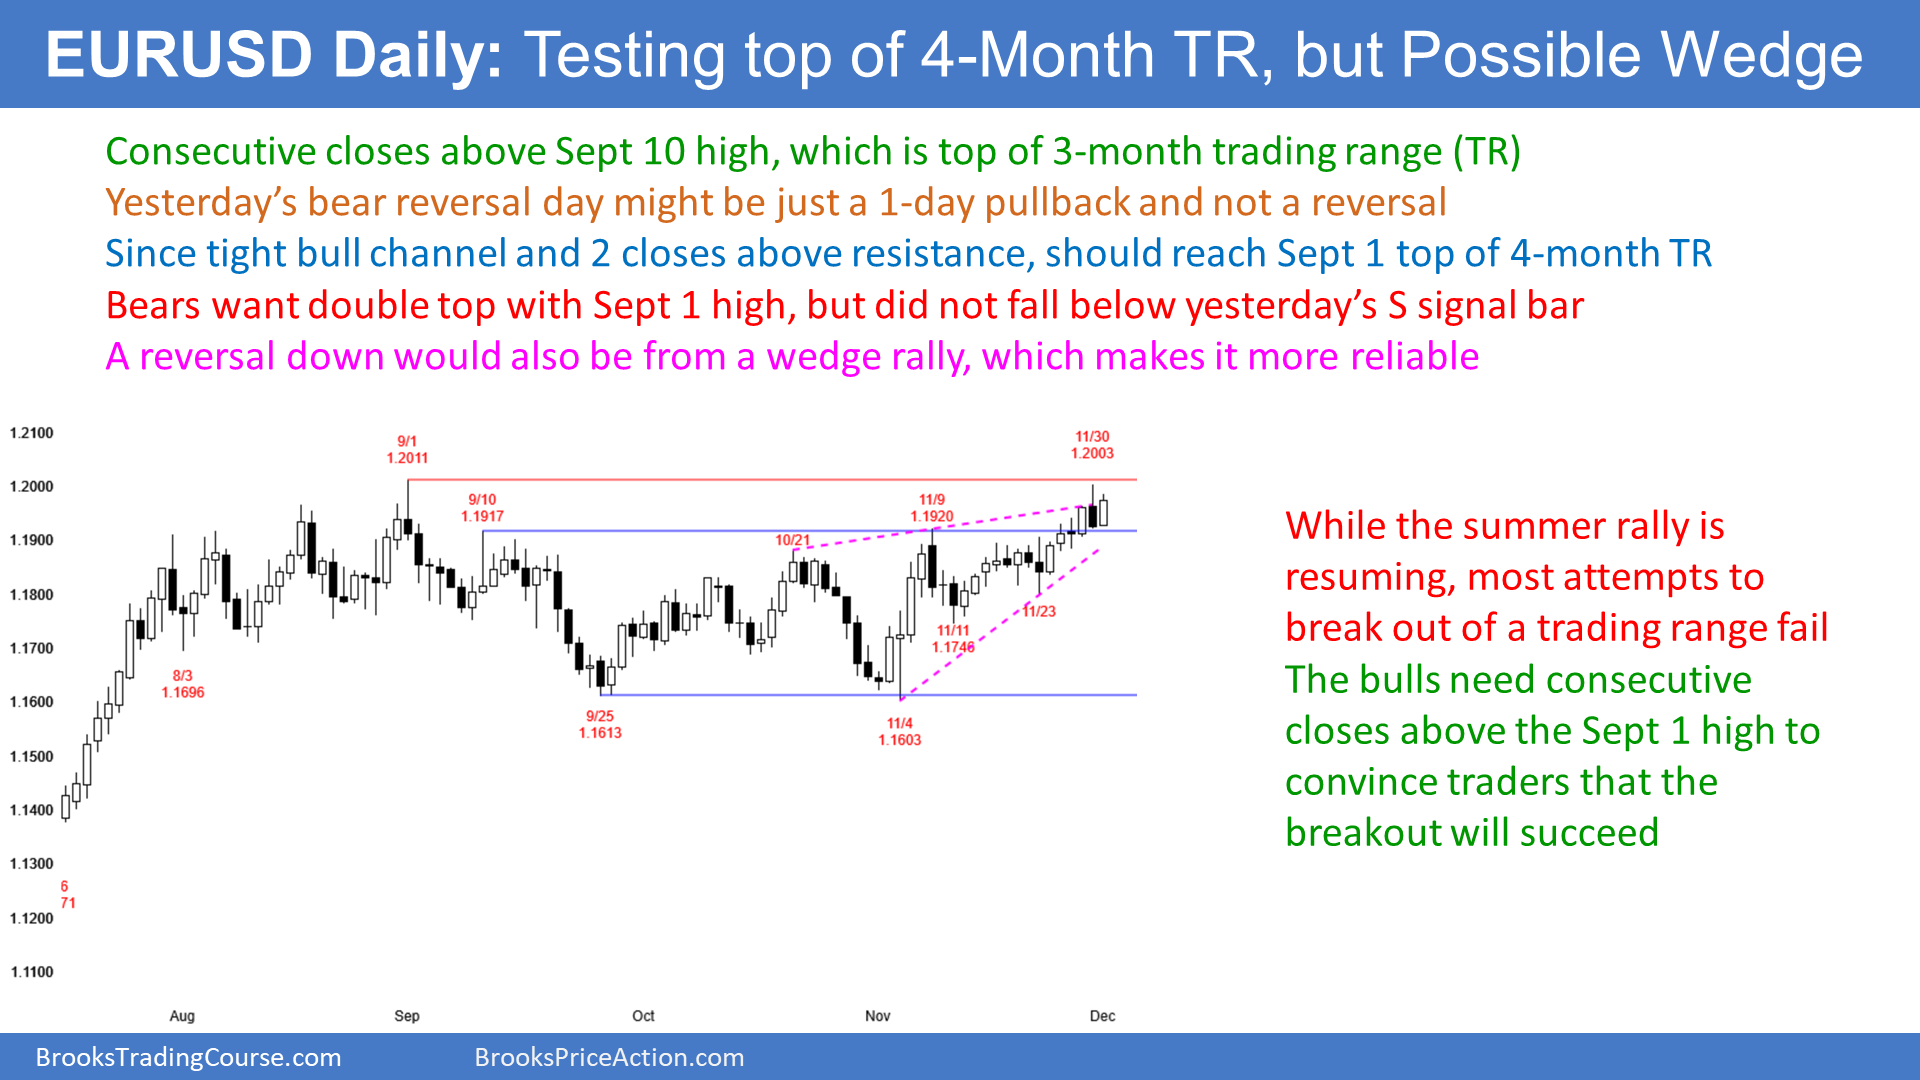 EURUSD Daily: Testing top of 4-Month TR, but Possible Wedge
Consecutive closes above Sept 10 high, which is top of 3-month trading range (TR)
Yesterday’s bear reversal day might be just a 1-day pullback and not a reversal
Since tight bull channel and 2 closes above resistance, should reach Sept 1 top of 4-month TR
Bears want double top with Sept 1 high, but did not fall below yesterday’s S signal bar
A reversal down would also be from a wedge rally, which makes it more reliable
1.2100
1.2000
1.1900
1.1800
1.1700
1.1600
1.1500
1.1400
1.1300
1.1200
1.1100
9/1
1.2011
11/30
1.2003
9/10
1.1917
11/9
1.1920
10/21
8/3
1.1696
11/11
1.1746
11/23
9/25
1.1613
11/4
1.1603
6
71
Aug
Sep
Oct
Nov
Dec
While the summer rally is
resuming, most attempts to
break out of a trading range fail
The bulls need consecutive
closes above the Sept 1 high to
convince traders that the
breakout will succeed
BrooksTradingCourse.com
BrooksPriceAction.com